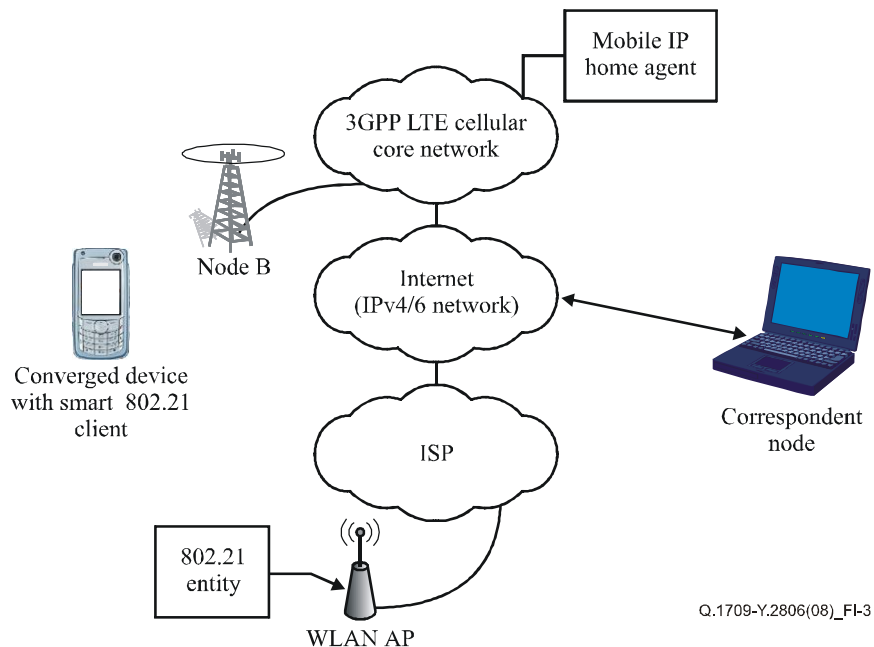 Mobile IP
home agent
3GPP LTE cellular
core network
Node B
Internet
(IPv4/6 network)
Converged device
with smart 802.21
client
Correspondent
node
ISP
802.21
entity
WLAN AP
Q.1709-Y.2806(08)_FI-3